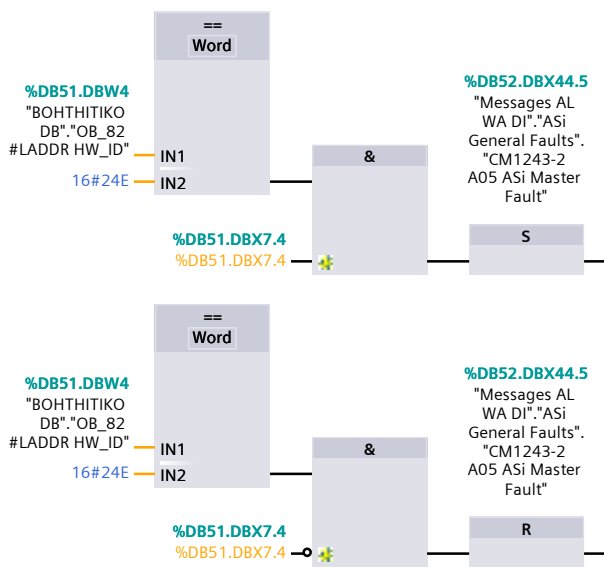 ==
Word
%DB51.DBW4
"BOHTHITIKO
DB"."OB_82
#LADDR HW_ID"
IN1
16#24E
IN2
&
%DB51.DBX7.4
%DB51.DBX7.4
%DB52.DBX44.5
"Messages AL
WA DI"."ASi
General Faults".
"CM1243-2
A05 ASi Master
Fault"
S
==
Word
%DB51.DBW4
"BOHTHITIKO
DB"."OB_82
#LADDR HW_ID"
IN1
16#24E
IN2
&
%DB51.DBX7.4
%DB51.DBX7.4
%DB52.DBX44.5
"Messages AL
WA DI"."ASi
General Faults".
"CM1243-2
A05 ASi Master
Fault"
R